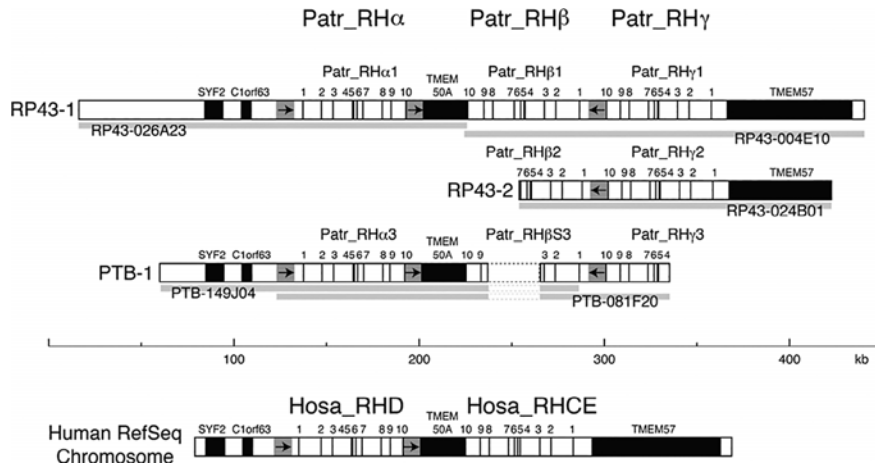 Patr_RHα Patr_RHβ Patr_RHγ
Patr_RHα1 TMEM Patr_RHβ1 Patr_RHγ1
SYF2 C1orf63 1 2 3 4567 8 9 10 50A 10 98 7654 3 2 1 10 9 8 7654 3 2 1 TMEM57
RP43-1
RP43-026A23 RP43-004E10
Patr_RHβ2 Patr_RHγ2
7654 3 2 1 10 9 8 7654 3 2 1 TMEM57
RP43-2
RP43-024B01
Patr_RHα3 TMEM Patr_RHβS3 Patr_RHγ3
SYF2 C1orf63 1 2 3 4567 8 9 10 50A 10 9 3 2 1 10 9 8 7654
PTB-1
PTB-149J04 PTB-081F20
100 200 300 400 kb
Hosa_RHD TMEM Hosa_RHCE
SYF2 C1orf63 1 2 3 4567 8 9 10 50A 10 98 7654 3 2 1 TMEM57
Human RefSeq
Chromosome